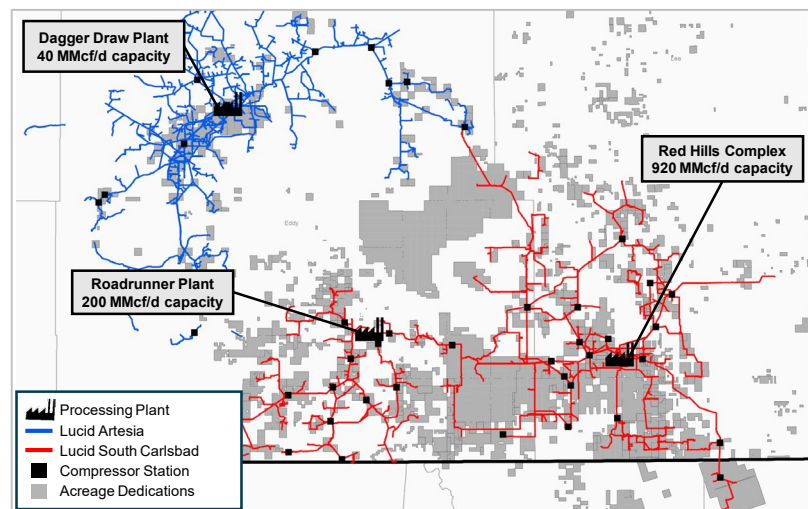 Dagger Draw Plant
40 MMcf/d capacity
Lea
Red Hills Complex
920 MMcf/d capacity
Eddy
Roadrunner Plant
200 MMcf/d capacity
Processing Plant
Lucid Artesia
Lucid South Carlsbad
Compressor Station
Acreage Dedications